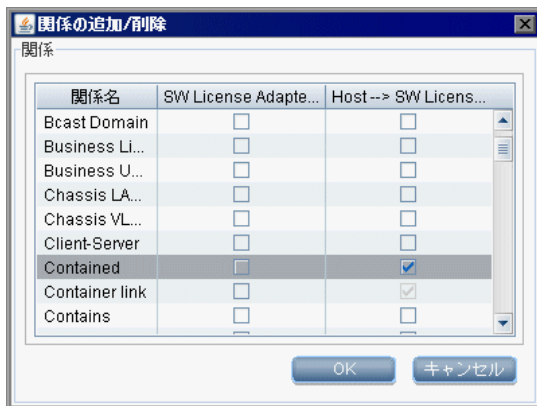 関係の追加/削除
関係
関係名 SW License Adapte... Host --> SW Licens...
Bcast Domain
Business Li...
Business U...
Chassis LA...
Chassis VL...
Client-Server
Contained
Container link
Contains
OK キャンセル